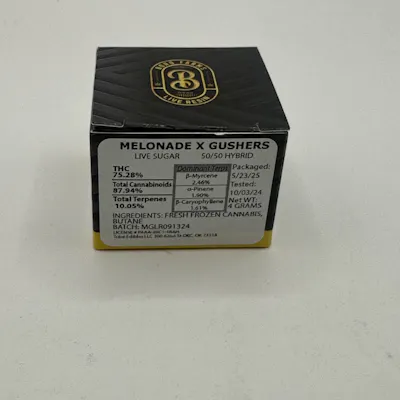 B
LIVE RESIN
MELONADE X GUSHERS
LIVE SUGAR 50/50 HYBRID
THC
75.28%
Total Cannabinoids
87.94%
Total Terpenes
10.05%
Dominant Terps
β-Myrcene
2.46%
α-Pinene
1.80%
β-Caryophyllene
1.61%
Packaged:
5/23/25
Tested:
10/03/24
Net WT:
4 GRAMS
INGREDIENTS: FRESH FROZEN CANNABIS,
BUTANE
BATCH: MGLR091324